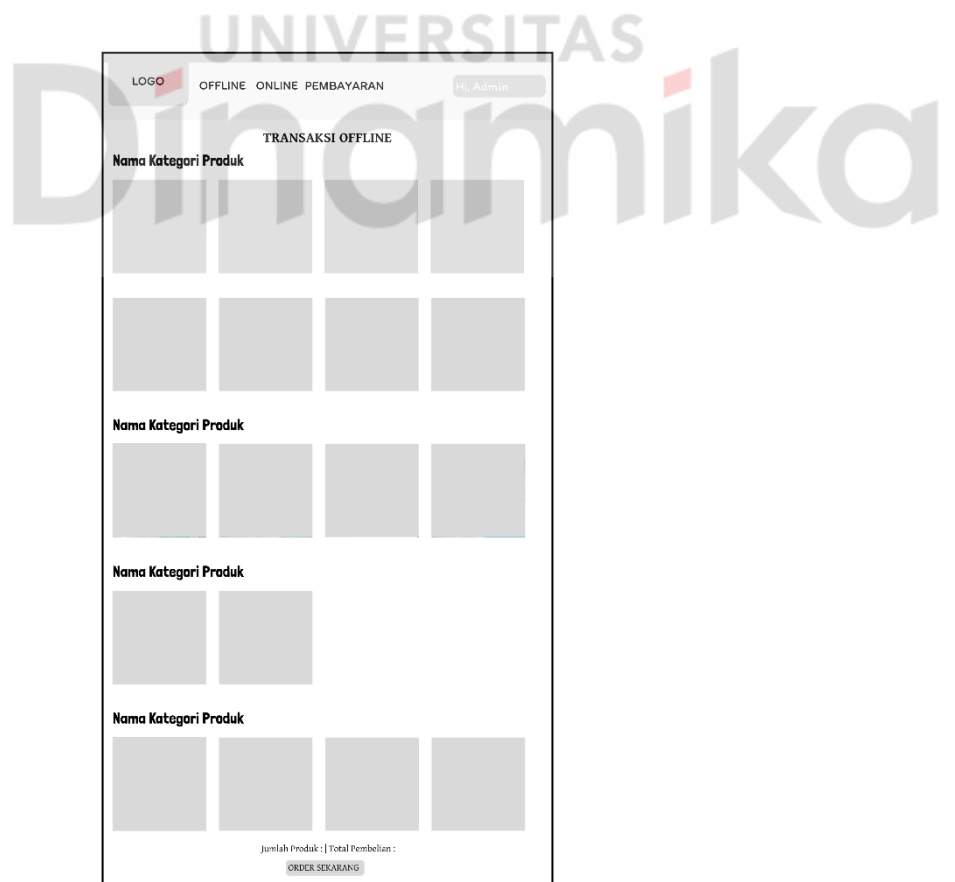 UNIVERSITAS
Dinamika
LOGO
OFFLINE ONLINE PEMBAYARAN
Hi, Admin
TRANSAKSI OFFLINE
Nama Kategori Produk
Nama Kategori Produk
Nama Kategori Produk
Nama Kategori Produk
Jumlah Produk : | Total Pembelian :
ORDER SEKARANG